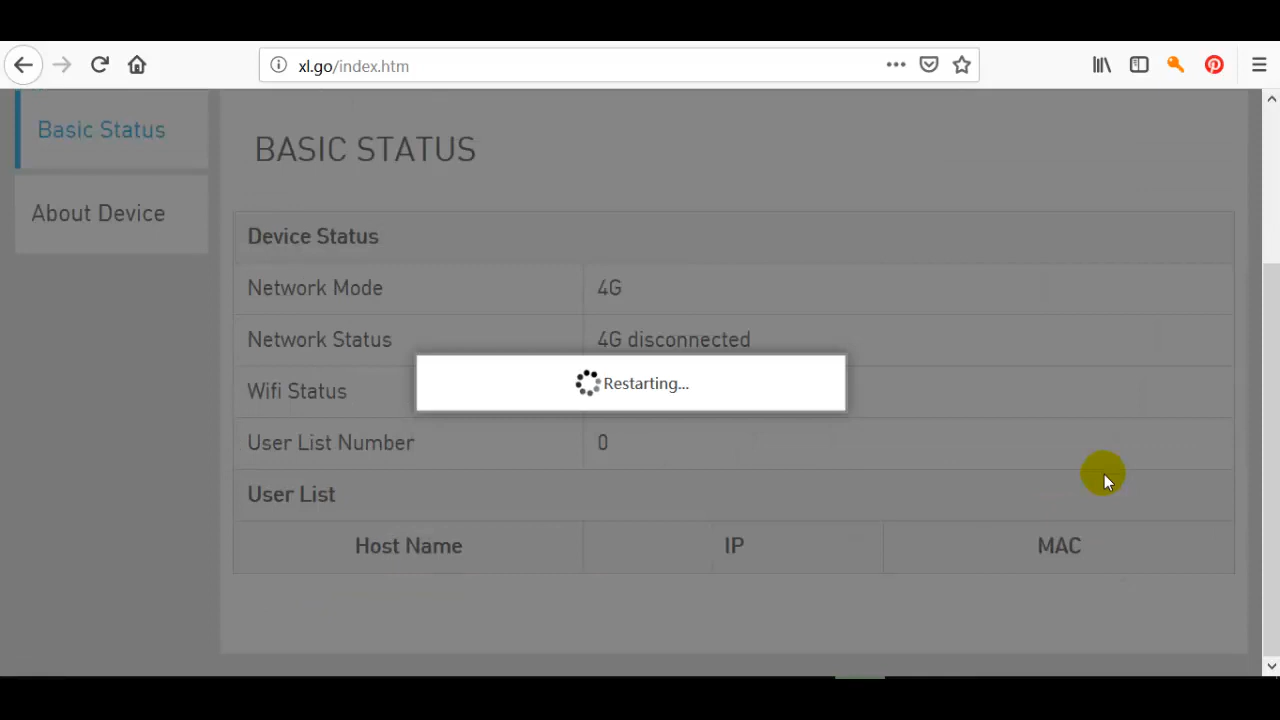 xl.go/index.htm
Basic Status
About Device
BASIC STATUS
Device Status
Network Mode 4G
Network Status 4G disconnected
Wifi Status
Restarting...
User List Number 0
User List
Host Name IP MAC